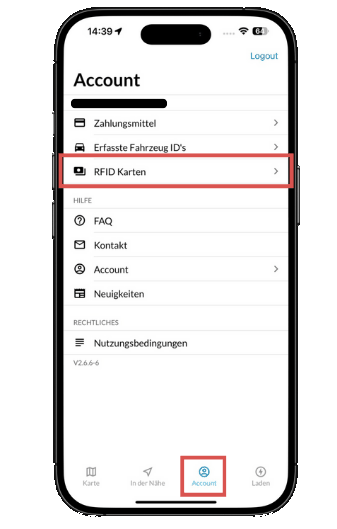 14:39
64
Logout
Account
Zahlungsmittel
Erfasste Fahrzeug ID's
RFID Karten
HILFE
FAQ
Kontakt
Account
Neuigkeiten
RECHTLICHES
Nutzungsbedingungen
V2.6.6-6
Karte
In der Nähe
Account
Laden